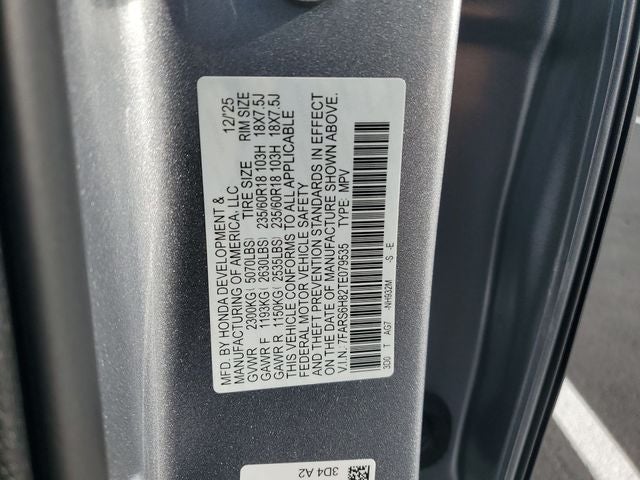 MFD. BY HONDA DEVELOPMENT & 12/'25
MANUFACTURING OF AMERICA, LLC TIRE SIZE RIM SIZE
GVWR 2300KG( 5070LBS)
GAWR F 1193KG( 2630LBS) 235/60R18 103H 18X7.5J
GAWR R 1150KG( 2535LBS) 235/60R18 103H 18X7.5J
THIS VEHICLE CONFORMS TO ALL APPLICABLE
FEDERAL MOTOR VEHICLE SAFETY
AND THEFT PREVENTION STANDARDS IN EFFECT
ON THE DATE OF MANUFACTURE SHOWN ABOVE.
V.I.N.: 7FARS6H82TE079535 TYPE: MPV
3D0 T AG7 -NH932M -S -E
3D4 A2